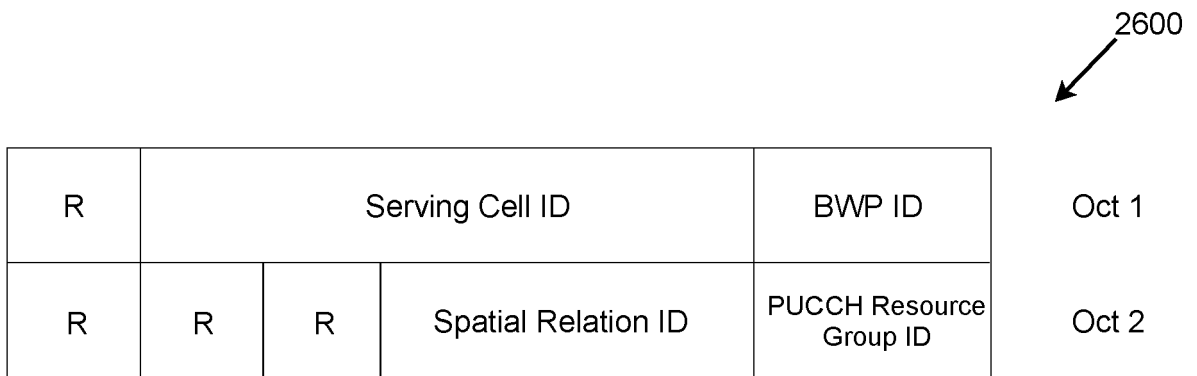 2600
R Serving Cell ID BWP ID Oct 1
R R R Spatial Relation ID PUCCH Resource Group ID Oct 2